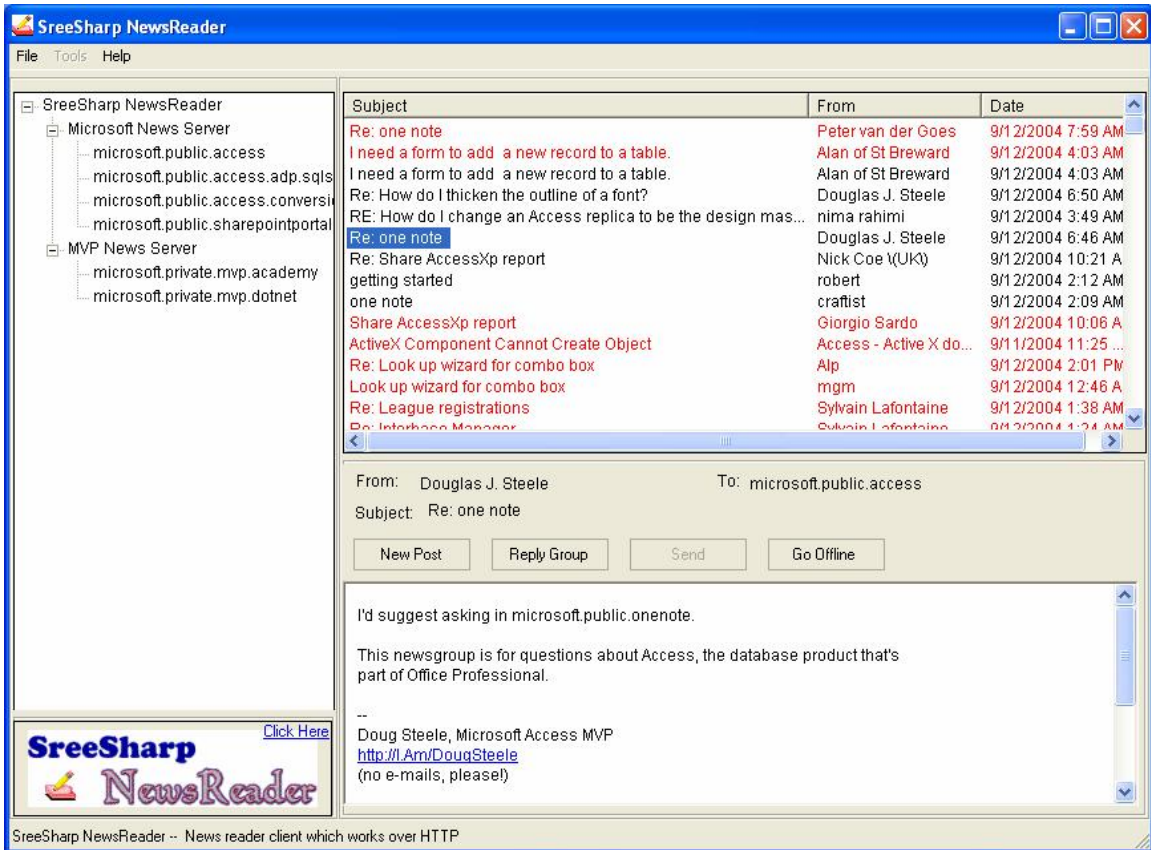 SreeSharp NewsReader
File Tools Help
SreeSharp NewsReader
Microsoft News Server
microsoft.public.access
microsoft.public.access.adp.sqls
microsoft.public.access.conversi
microsoft.public.sharepointportal
MVP News Server
microsoft.private.mvp.academy
microsoft.private.mvp.dotnet
Click Here
SreeSharp
NewsReader
Subject From Date
Re: one note Peter van der Goes 9/12/2004 7:59 AM
I need a form to add a new record to a table. Alan of St Breward 9/12/2004 4:03 AM
I need a form to add a new record to a table. Alan of St Breward 9/12/2004 4:03 AM
Re: How do I thicken the outline of a font? Douglas J. Steele 9/12/2004 6:50 AM
RE: How do I change an Access replica to be the design mas... nima rahimi 9/12/2004 3:49 AM
Re: one note Douglas J. Steele 9/12/2004 6:46 AM
Re: Share AccessXp report Nick Coe \(UK\) 9/12/2004 10:21 A
getting started robert 9/12/2004 2:12 AM
one note craftist 9/12/2004 2:09 AM
Share AccessXp report Giorgio Sardo 9/12/2004 10:06 A
ActiveX Component Cannot Create Object Access - Active X do... 9/11/2004 11:25 ...
Re: Look up wizard for combo box Alp 9/12/2004 2:01 PM
Look up wizard for combo box mgm 9/12/2004 12:46 A
Re: League registrations Sylvain Lafontaine 9/12/2004 1:38 AM
Re: Manager Sylvain Lafontaine 9/12/2004 1:24 AM
From: Douglas J. Steele To: microsoft.public.access
Subject: Re: one note
New Post Reply Group Send Go Offline
I'd suggest asking in microsoft.public.onenote.
This newsgroup is for questions about Access, the database product that's
part of Office Professional.
--
Doug Steele, Microsoft Access MVP
http://I.Am/DougSteele
(no e-mails, please!)
SreeSharp NewsReader -- News reader client which works over HTTP